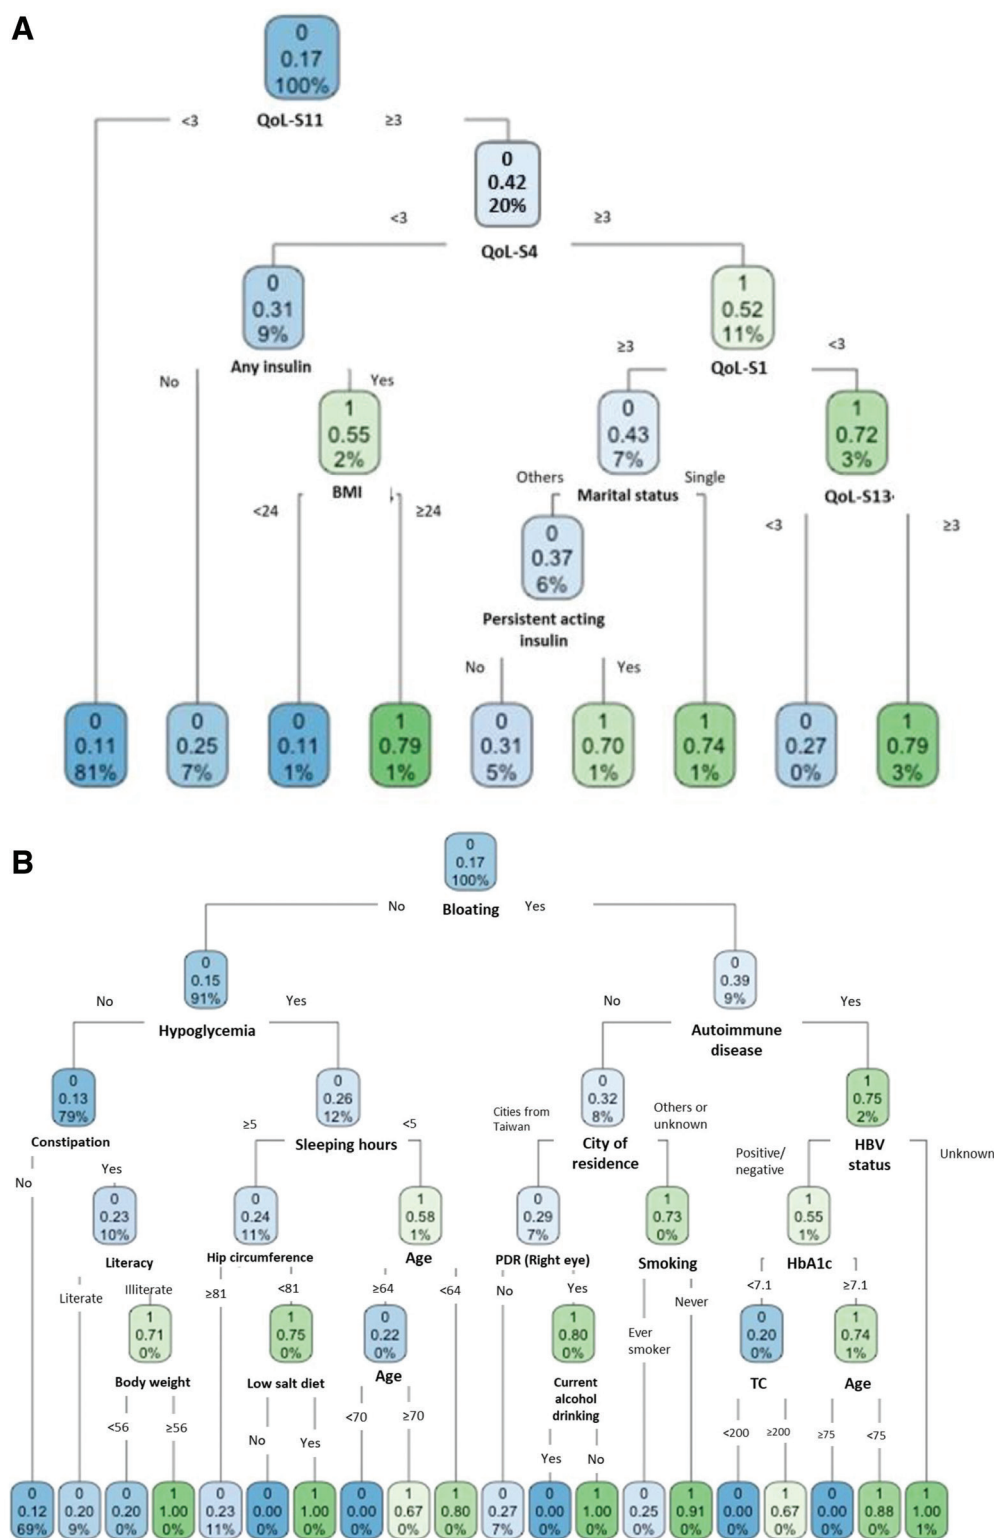 A
0
0.17
100%
QoL-S11
<3
≥3
0
0.42
20%
QoL-S4
<3
≥3
0
0.31
9%
Any insulin
1
0.52
11%
QoL-S1
No
Yes
≥3
<3
1
0.55
2%
BMI
0
0.43
7%
Marital status
1
0.72
3%
QoL-S13
<24
≥24
Others
Single
<3
≥3
0
0.37
6%
Persistent acting
insulin
No
Yes
0
0.11
81%
0
0.25
7%
0
0.11
1%
1
0.79
1%
0
0.31
5%
1
0.70
1%
1
0.74
1%
0
0.27
0%
1
0.79
3%
B
0
0.17
100%
Bloating
No
Yes
0
0.15
91%
Hypoglycemia
0
0.39
9%
Autoimmune
disease
No
Yes
No
Yes
0
0.13
79%
Constipation
0
0.26
12%
Sleeping hours
0
0.32
8%
City of
residence
1
0.75
2%
HBV
status
No
Yes
≥5
<5
Cities from
Taiwan
Others or
unknown
Positive/
negative
Unknown
0
0.23
10%
Literacy
0
0.24
11%
Hip circumference
1
0.58
1%
Age
0
0.29
7%
PDR (Right eye)
1
0.73
0%
Smoking
1
0.55
1%
HbA1c
Literate
Illiterate
≥81
<81
≥64
<64
No
Yes
Ever
smoker
Never
<7.1
≥7.1
1
0.71
0%
Body weight
1
0.75
0%
Low salt diet
0
0.22
0%
Age
1
0.80
0%
Current
alcohol
drinking
0
0.20
0%
TC
1
0.74
1%
Age
<56
≥56
No
Yes
<70
≥70
Yes
No
<200
≥200
≥75
<75
0
0.12
69%
0
0.20
9%
0
0.20
0%
1
1.00
0%
0
0.23
11%
0
0.00
0%
1
1.00
0%
0
0.00
0%
1
0.67
0%
1
0.80
0%
0
0.27
7%
0
0.00
0%
1
1.00
0%
0
0.25
0%
1
0.91
0%
0
0.00
0%
1
0.67
0%
0
0.00
0%
1
0.88
0%
1
1.00
1%